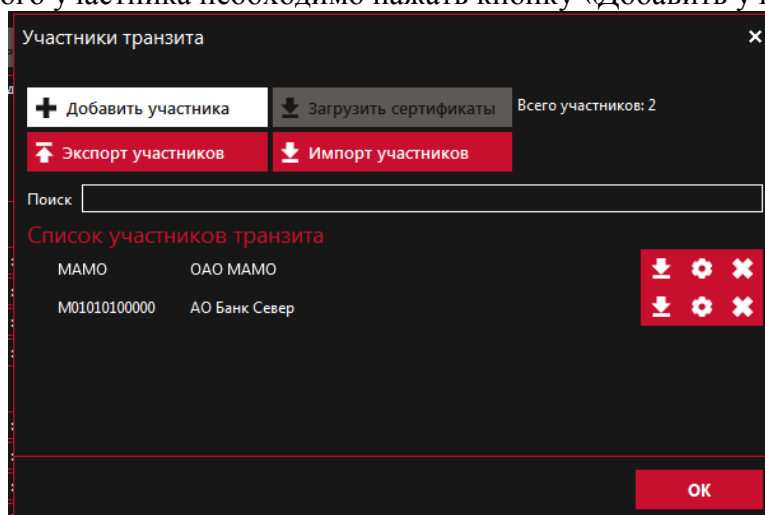 ого участника необходимо нажать кнопку «Добавить у
Участники транзита
Добавить участника Загрузить сертификаты Всего участников: 2
Экспорт участников Импорт участников
Поиск
Список участников транзита
МАМО ОАО МАМО
М01010100000 АО Банк Север
ОК